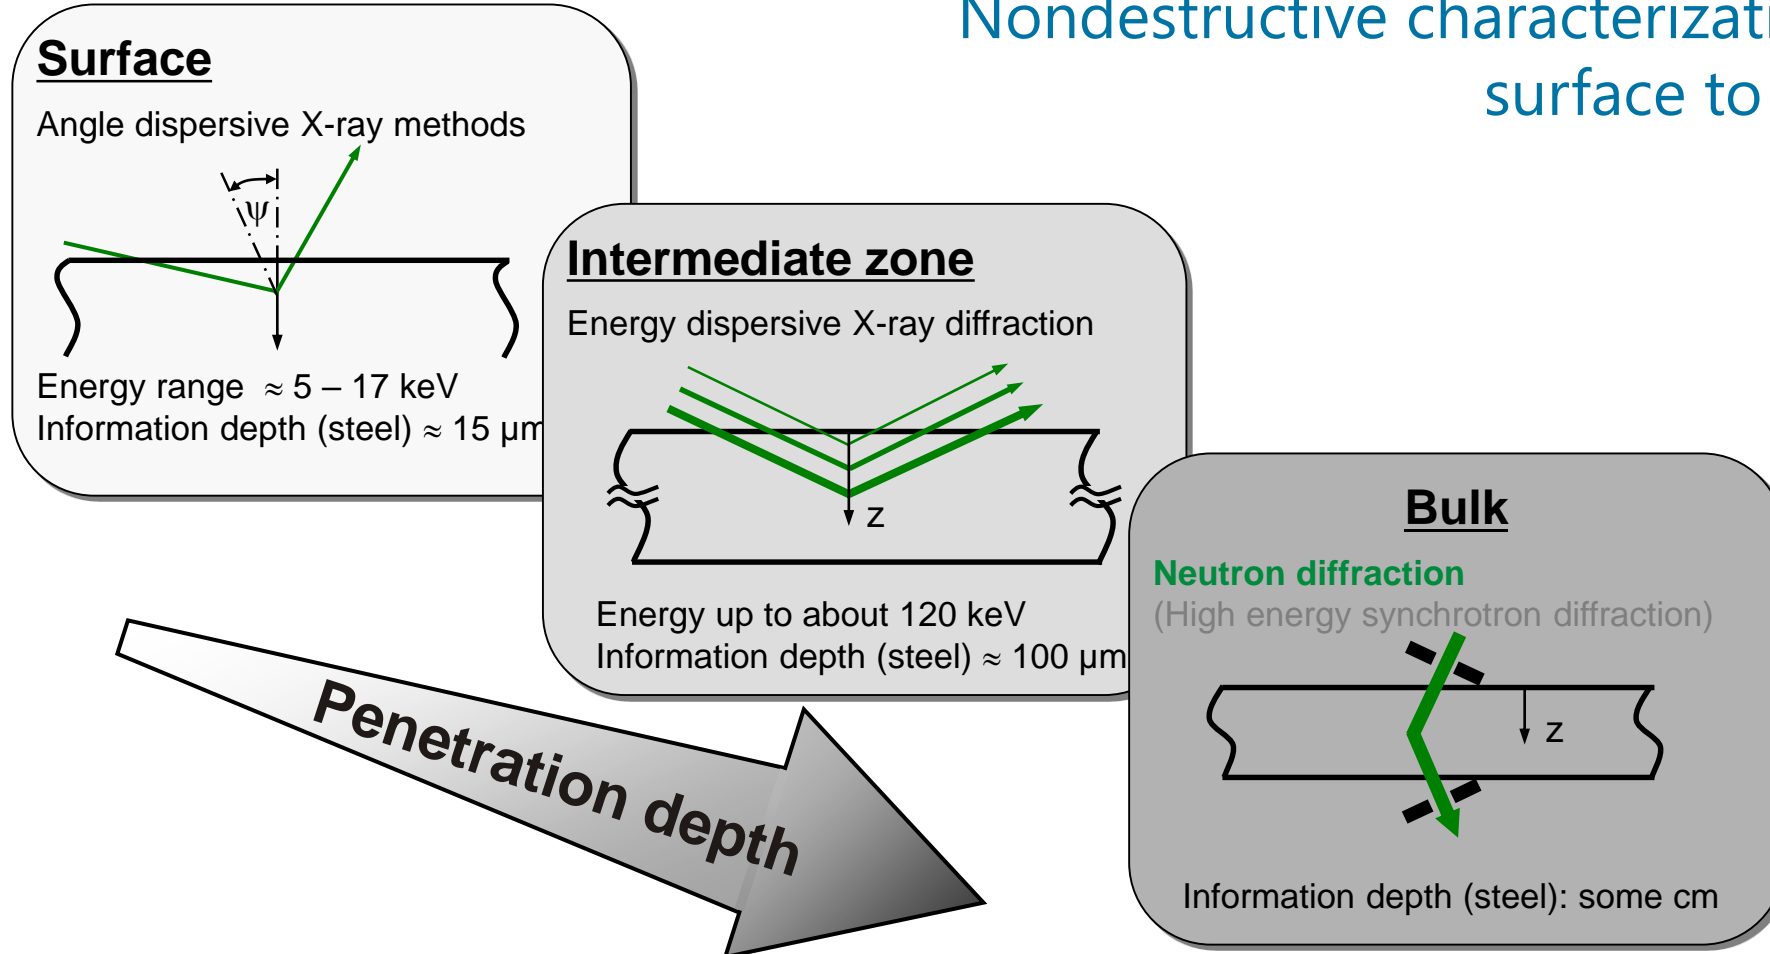 Nondestructive
surface to
Surface
Angle dispersive X-ray methods
ψ
Energy range ≈ 5 – 17 keV
Information depth (steel) ≈ 15 µm
Intermediate zone
Energy dispersive X-ray diffraction
z
Energy up to about 120 keV
Information depth (steel) ≈ 100 µm
Bulk
Neutron diffraction
(High energy synchrotron diffraction)
z
Information depth (steel): some cm
Penetration depth